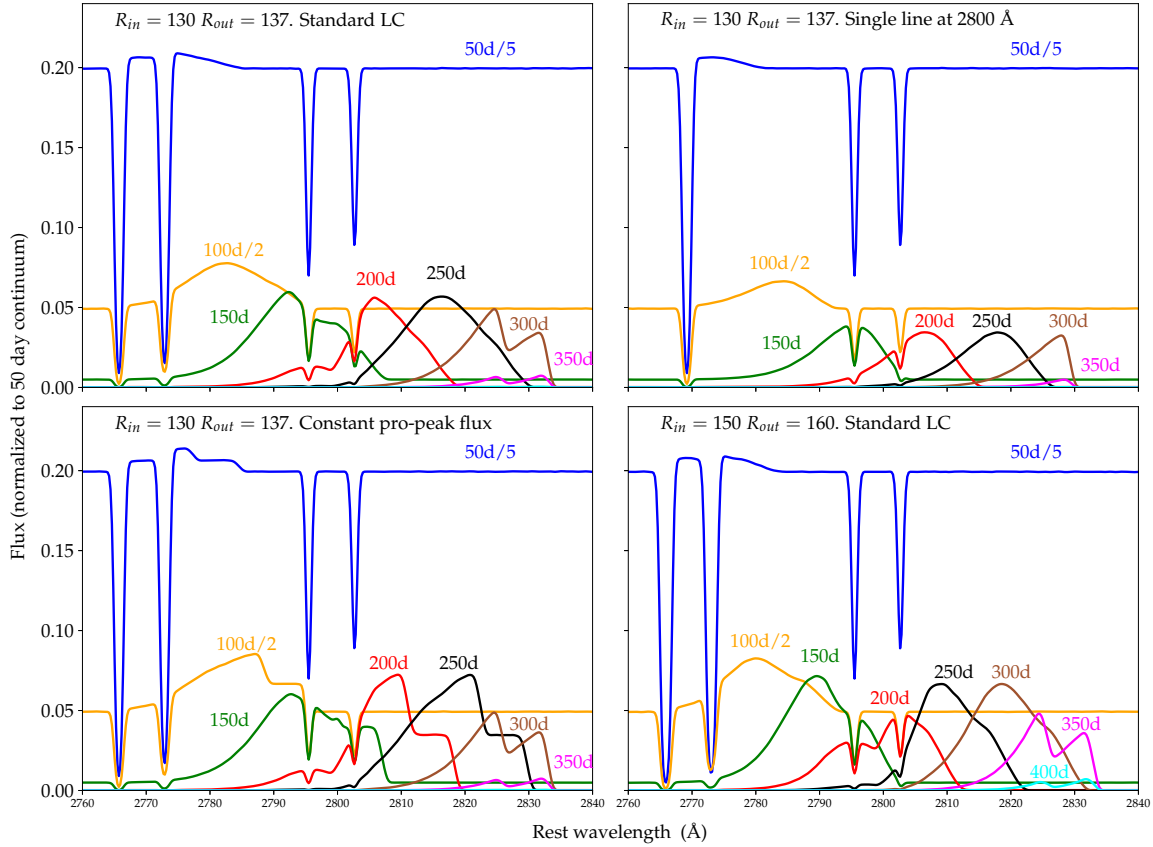 R_in = 130 R_out = 137. Standard LC
50d/5
0.20
0.15
0.10
0.05
0.00
100d/2
150d
200d
250d
300d
350d
R_in = 130 R_out = 137. Single line at 2800 Å
50d/5
100d/2
150d
200d
250d
300d
350d
Flux (normalized to 50 day continuum)
R_in = 130 R_out = 137. Constant pro-peak flux
50d/5
0.20
0.15
0.10
0.05
0.00
100d/2
150d
200d
250d
300d
350d
2760 2770 2780 2790 2800 2810 2820 2830 2840
R_in = 150 R_out = 160. Standard LC
50d/5
100d/2
150d
200d
250d
300d
350d
400d
2760 2770 2780 2790 2800 2810 2820 2830 2840
Rest wavelength (Å)